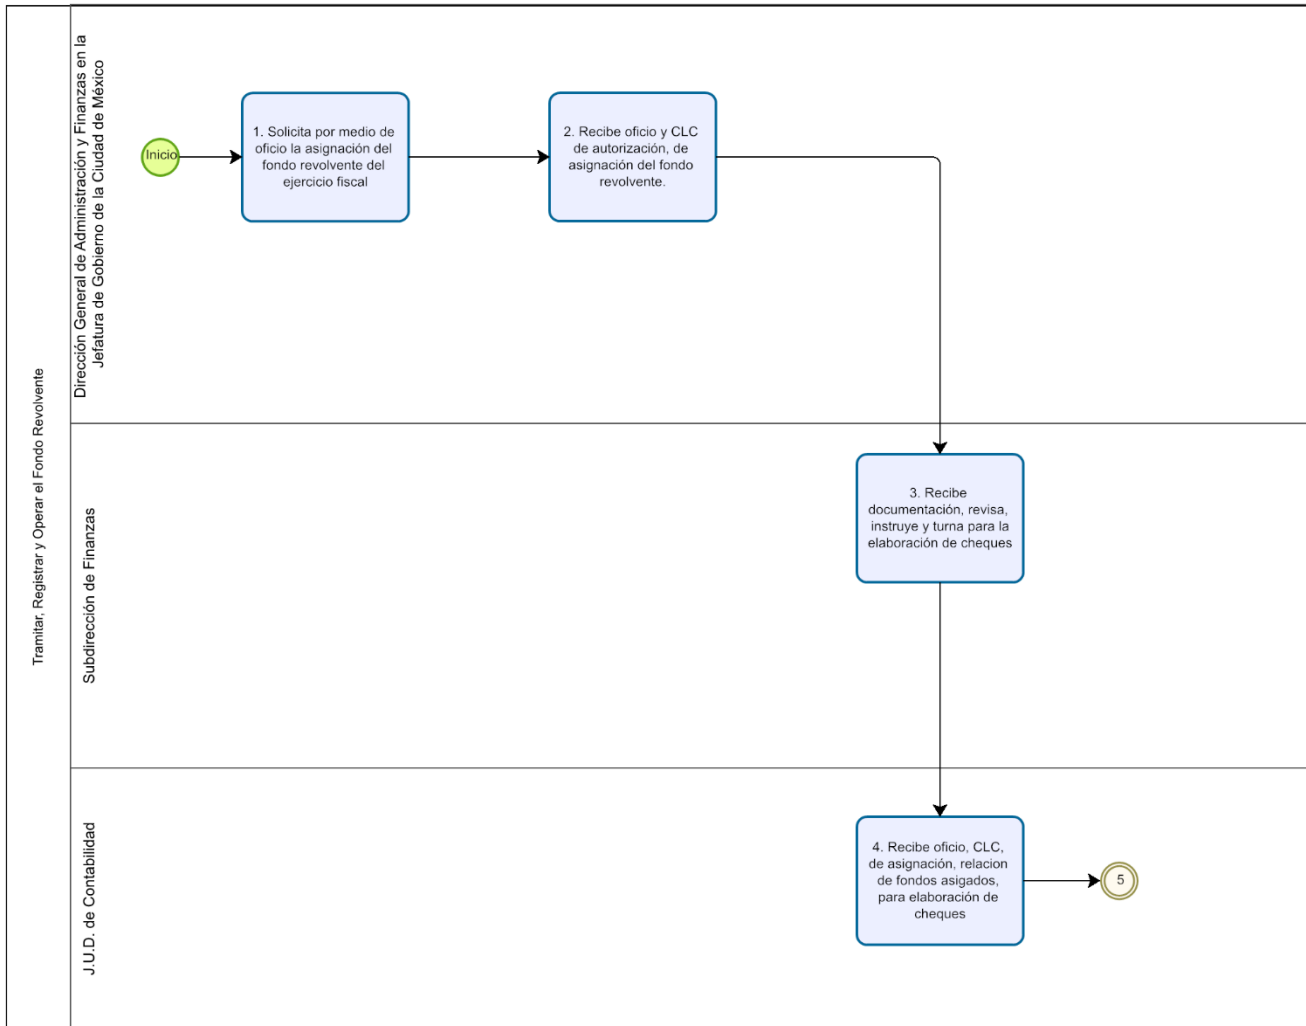 Tramitar, Registrar y Operar el Fondo Revolvente
Dirección General de Administración y Finanzas en la
Jefatura de Gobierno de la Ciudad de México
Inicio
1. Solicita por medio de
oficio la asignación del
fondo revolvente del
ejercicio fiscal
2. Recibe oficio y CLC
de autorización, de
asignación del fondo
revolvente.
Subdirección de Finanzas
3. Recibe
documentación, revisa,
instruye y turna para la
elaboración de cheques
J.U.D. de Contabilidad
4. Recibe oficio, CLC,
de asignación, relacion
de fondos asigados,
para elaboración de
cheques
5